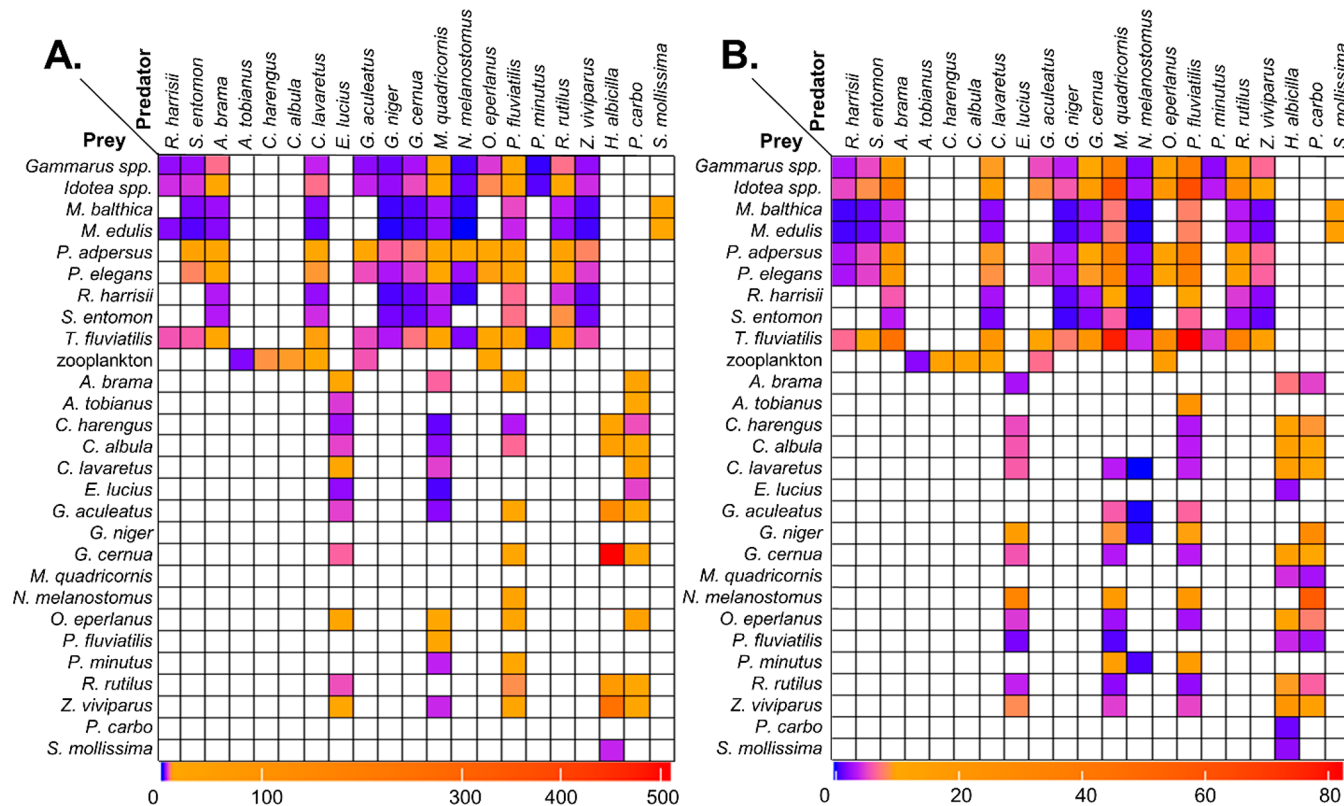 A.
Predator
Prey
R. harrisii
S. entomon
A. brama
A. tobianus
C. harengus
C. albula
C. lavaretus
E. lucius
G. aculeatus
G. niger
G. cernua
M. quadricornis
N. melanostomus
O. eperlanus
P. fluviatilis
P. minutus
R. rutilus
Z. viviparus
H. albicilla
P. carbo
S. mollissima
Gammarus spp.
Idotea spp.
M. balthica
M. edulis
P. adpersus
P. elegans
R. harrisii
S. entomon
T. fluviatilis
zooplankton
A. brama
A. tobianus
C. harengus
C. albula
C. lavaretus
E. lucius
G. aculeatus
G. niger
G. cernua
M. quadricornis
N. melanostomus
O. eperlanus
P. fluviatilis
P. minutus
R. rutilus
Z. viviparus
P. carbo
S. mollissima
0 100 300 400 500
B.
Predator
Prey
R. harrisii
S. entomon
A. brama
A. tobianus
C. harengus
C. albula
C. lavaretus
E. lucius
G. aculeatus
G. niger
G. cernua
M. quadricornis
N. melanostomus
O. eperlanus
P. fluviatilis
P. minutus
R. rutilus
Z. viviparus
H. albicilla
P. carbo
S. mollissima
Gammarus spp.
Idotea spp.
M. balthica
M. edulis
P. adpersus
P. elegans
R. harrisii
S. entomon
T. fluviatilis
zooplankton
A. brama
A. tobianus
C. harengus
C. albula
C. lavaretus
E. lucius
G. aculeatus
G. niger
G. cernua
M. quadricornis
N. melanostomus
O. eperlanus
P. fluviatilis
P. minutus
R. rutilus
Z. viviparus
P. carbo
S. mollissima
0 20 40 60 80